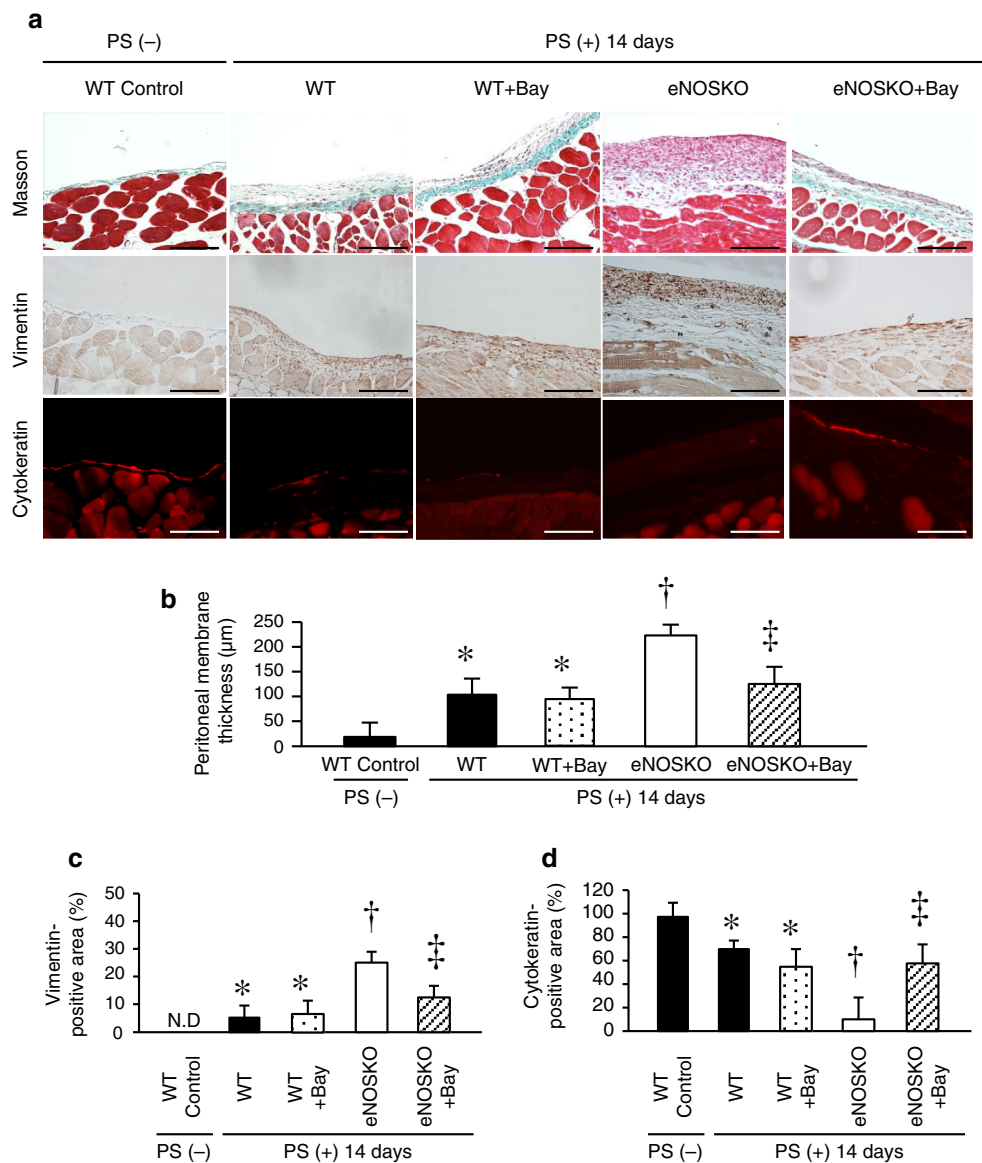 a
PS (–) PS (+) 14 days
WT Control WT WT+Bay eNOSKO eNOSKO+Bay
Masson
Vimentin
Cytokeratin
b
Peritoneal membrane
thickness (μm)
250
200
150
100
50
0
* * † ‡
WT Control WT WT+Bay eNOSKO eNOSKO+Bay
PS (–) PS (+) 14 days
c
Vimentin-
positive area (%)
50
40
30
20
10
0
N.D * * † ‡
WT
Control
WT
WT
+Bay
eNOSKO
eNOSKO
+Bay
PS (–) PS (+) 14 days
d
Cytokeratin-
positive area (%)
120
100
80
60
40
20
0
* * † ‡
WT
Control
WT
WT
+Bay
eNOSKO
eNOSKO
+Bay
PS (–) PS (+) 14 days